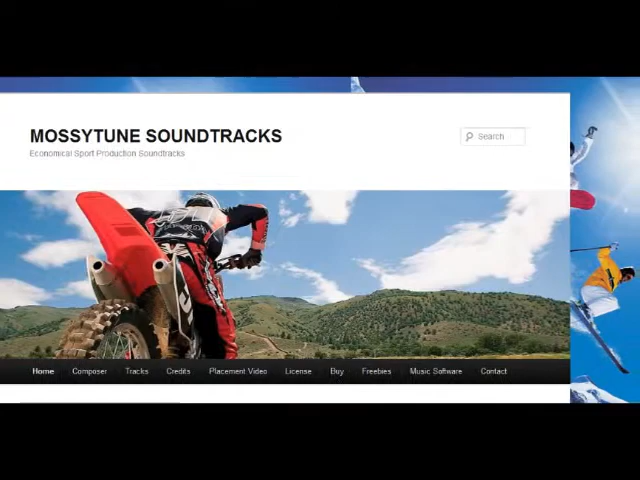 MOSSYTUNE SOUNDTRACKS
Economical Sport Production Soundtracks
Search
Home Composer Tracks Credits Placement Video License Buy Freebies Music Software Contact